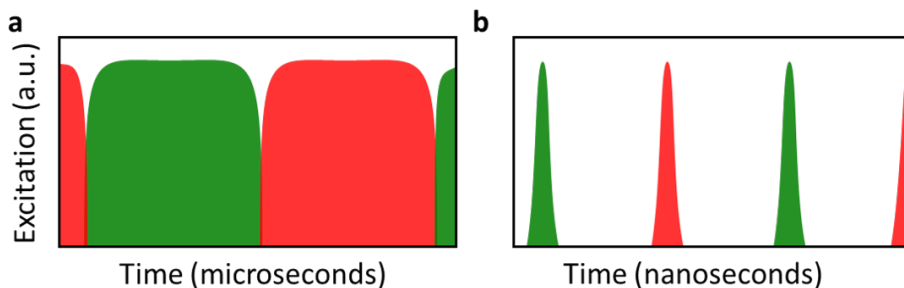 a
b
Excitation (a.u.)
Time (microseconds)
Time (nanoseconds)